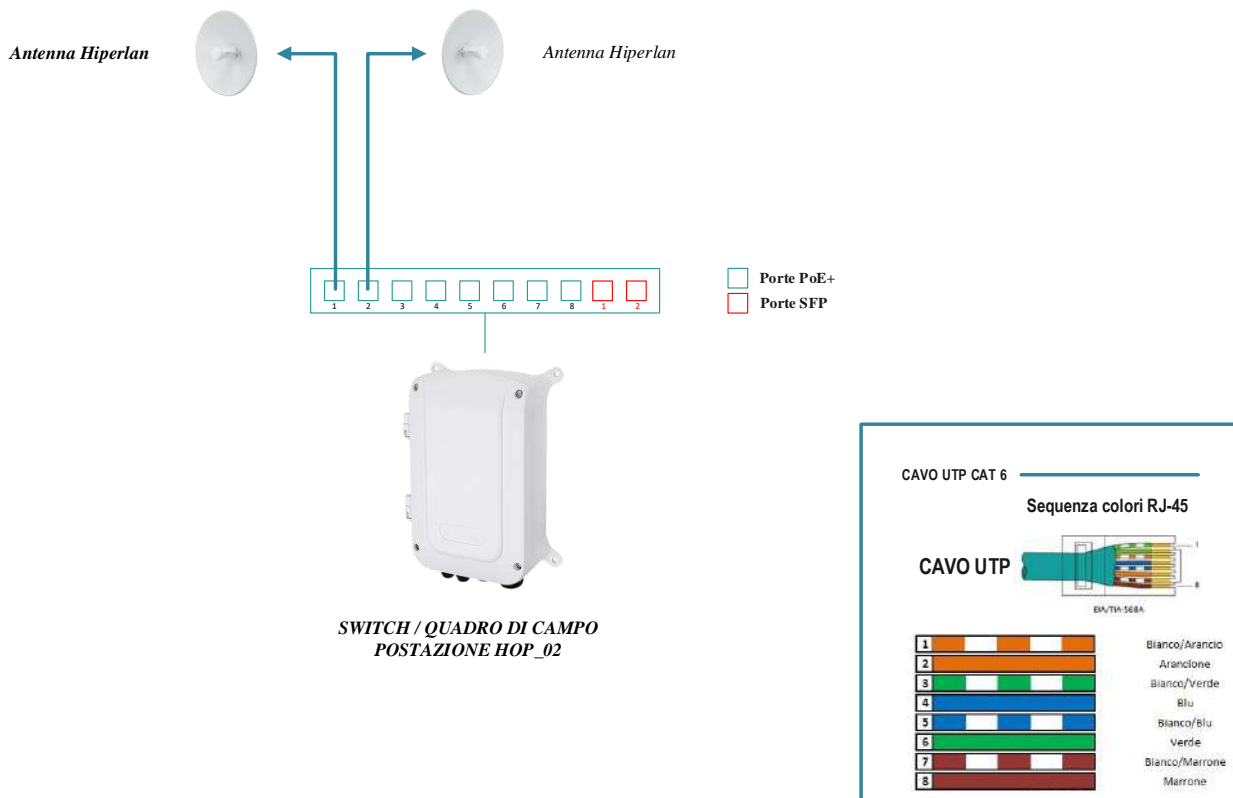 Antenna Hiperlan
Antenna Hiperlan
1 2 3 4 5 6 7 8 1 2
Porte PoE+
Porte SFP
SWITCH / QUADRO DI CAMPO
POSTAZIONE HOP_02
CAVO UTP CAT 6
Sequenza colori RJ-45
CAVO UTP
1
8
EIA/TIA-568A
1 Bianco/Arancio
2 Arancione
3 Bianco/Verde
4 Blu
5 Bianco/Blu
6 Verde
7 Bianco/Marrone
8 Marrone